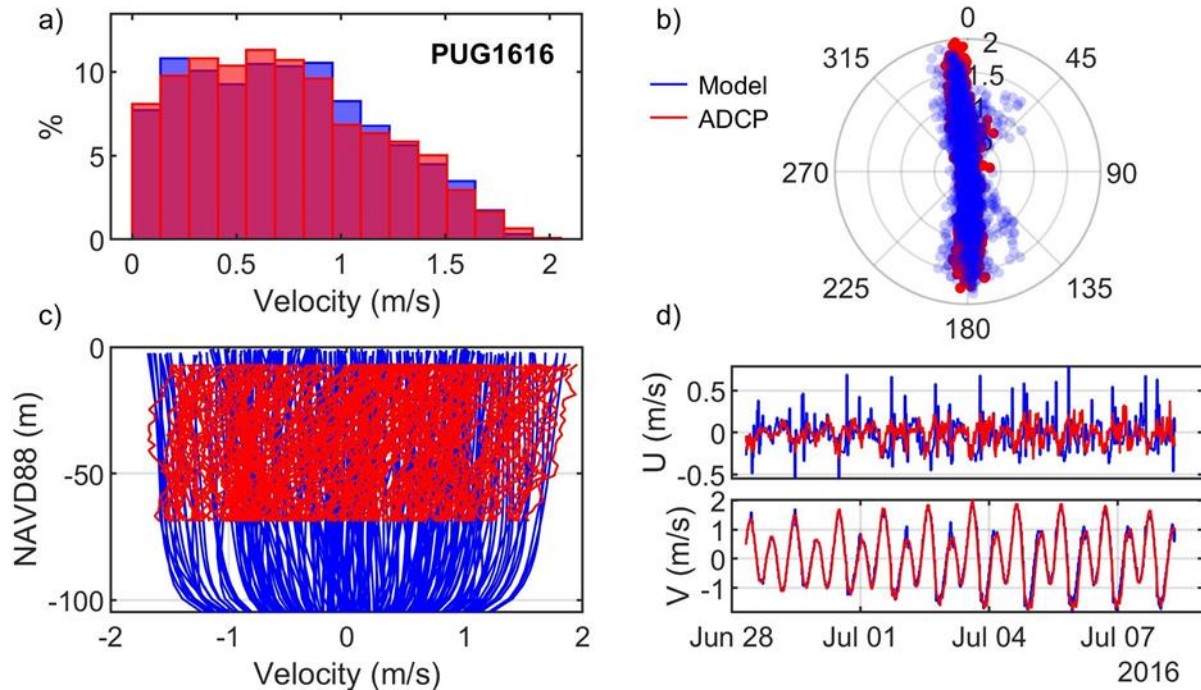 a)
PUG1616
10
5
0
%
0 0.5 1 1.5 2
Velocity (m/s)
b)
Model
ADCP
0
45
90
135
180
225
270
315
2
1.5
1
c)
0
-50
-100
NAVD88 (m)
-2 -1 0 1 2
Velocity (m/s)
d)
0.5
0
-0.5
U (m/s)
2
1
0
-1
V (m/s)
Jun 28 Jul 01 Jul 04 Jul 07
2016